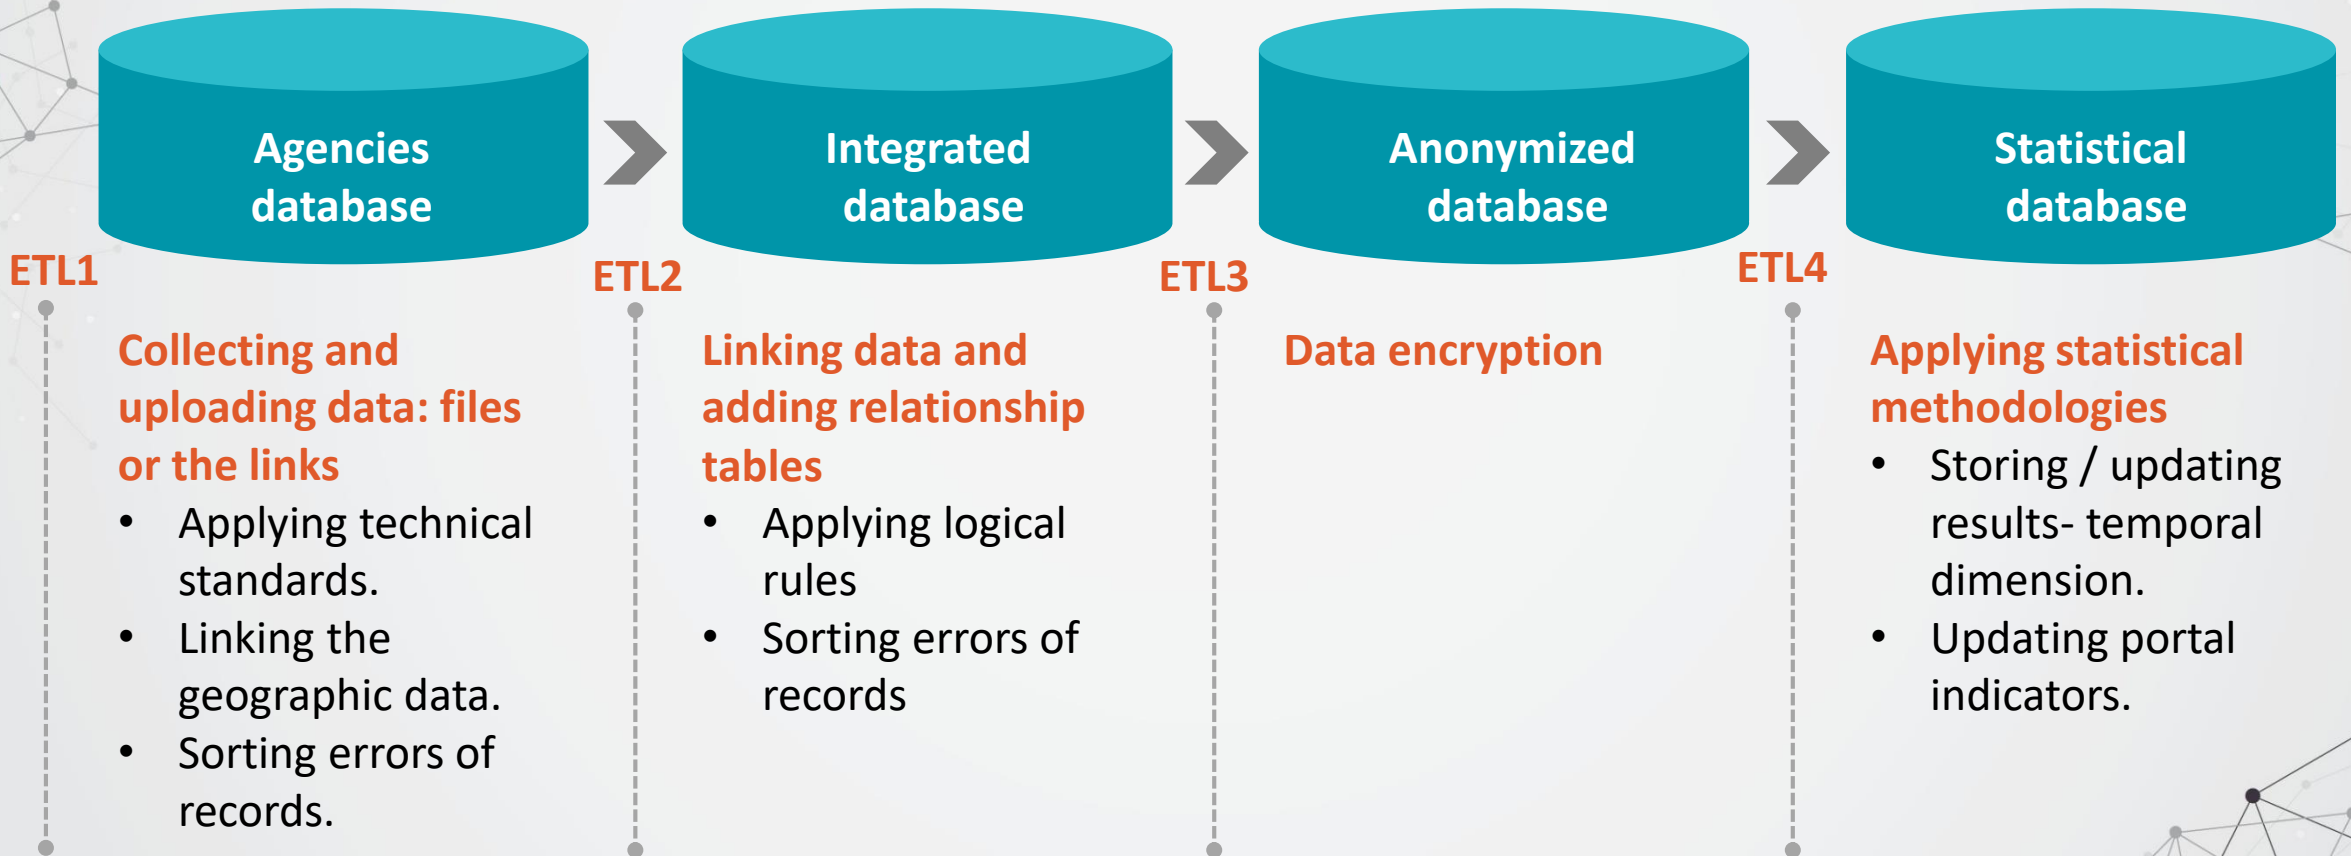 Agencies
database
Integrated
database
Anonymized
database
Statistical
database
ETL1
ETL2
ETL3
ETL4
Collecting and
uploading data: files
or the links
• Applying technical
standards.
• Linking the
geographic data.
• Sorting errors of
records.
Linking data and
adding relationship
tables
• Applying logical
rules
• Sorting errors of
records
Data encryption
Applying statistical
methodologies
• Storing / updating
results- temporal
dimension.
• Updating portal
indicators.